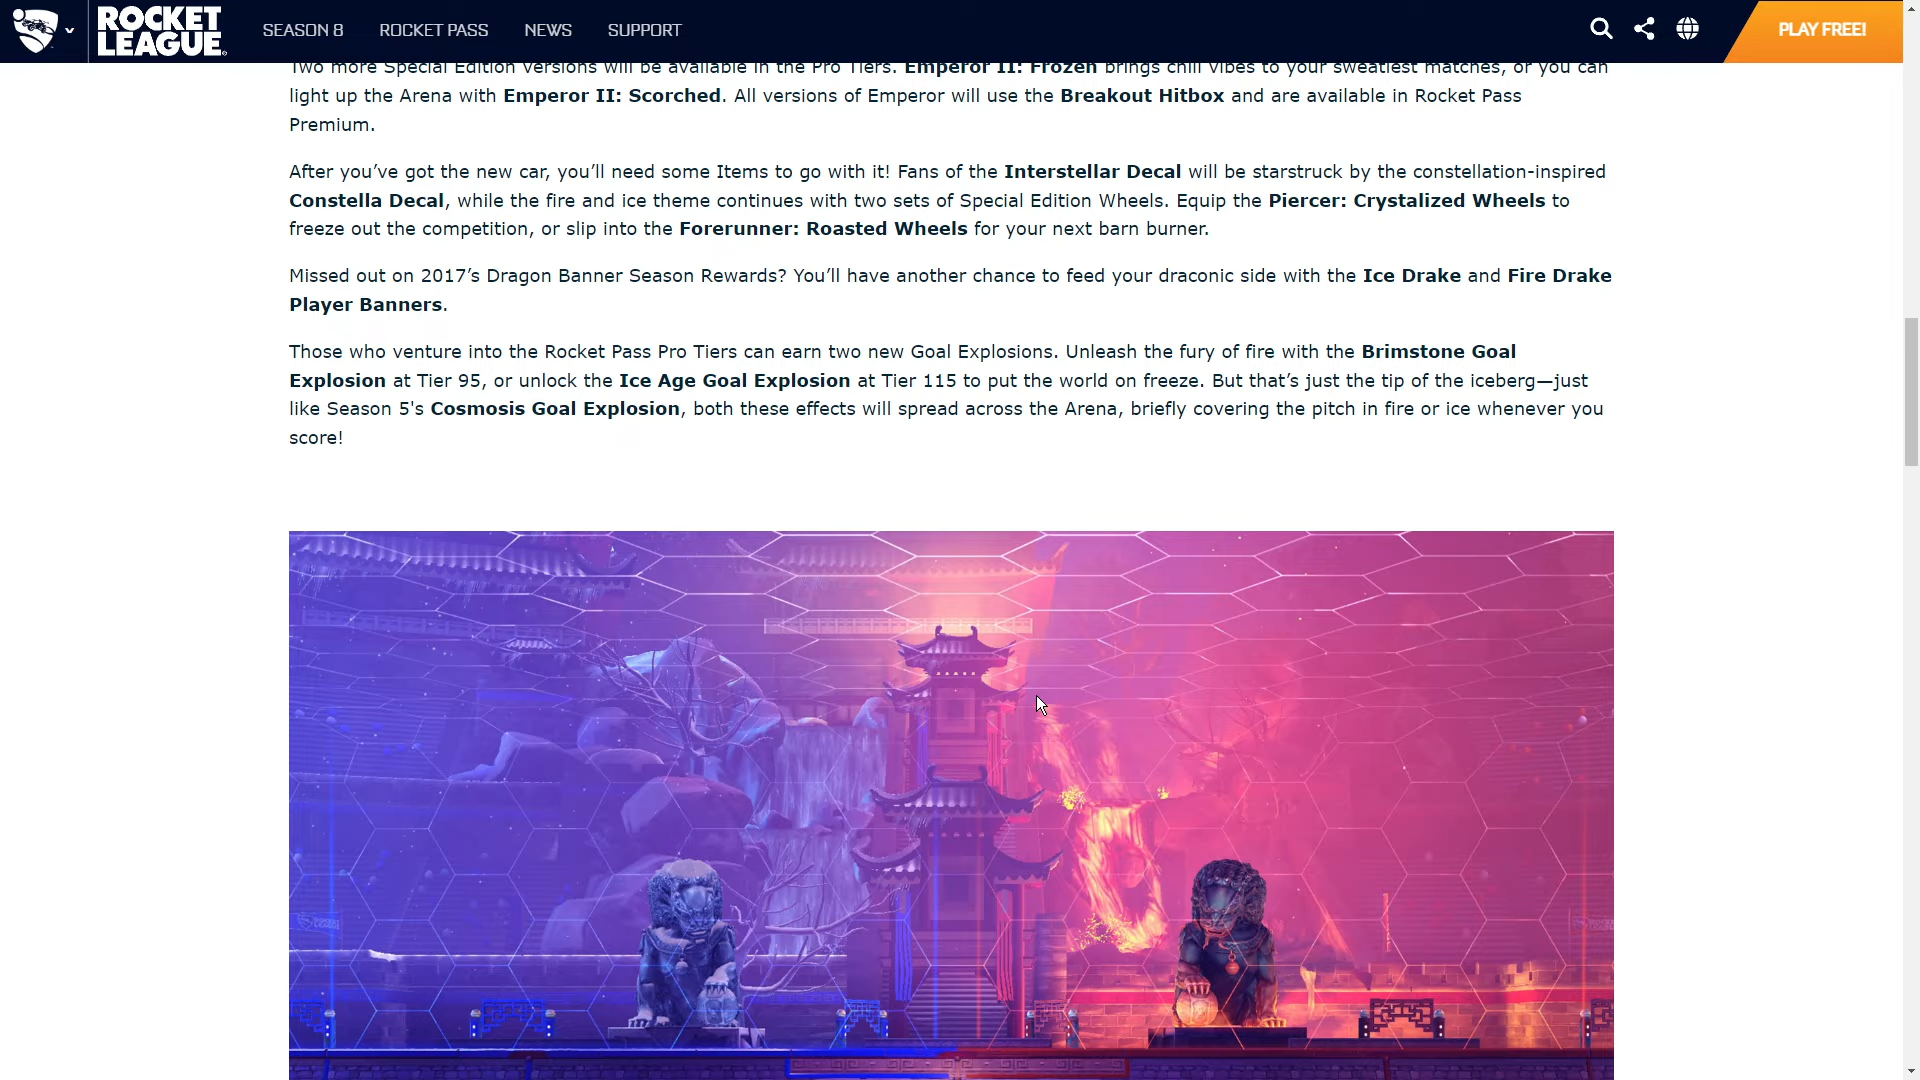 ROCKET
LEAGUE
SEASON 8
ROCKET PASS
NEWS
SUPPORT
PLAY FREE!
Two more Special Edition versions will be available in the Pro Tiers. Emperor II: Frozen brings chill vibes to your sweatiest matches, or you can
light up the Arena with Emperor II: Scorched. All versions of Emperor will use the Breakout Hitbox and are available in Rocket Pass
Premium.
After you’ve got the new car, you’ll need some Items to go with it! Fans of the Interstellar Decal will be starstruck by the constellation-inspired
Constella Decal, while the fire and ice theme continues with two sets of Special Edition Wheels. Equip the Piercer: Crystalized Wheels to
freeze out the competition, or slip into the Forerunner: Roasted Wheels for your next barn burner.
Missed out on 2017’s Dragon Banner Season Rewards? You’ll have another chance to feed your draconic side with the Ice Drake and Fire Drake
Player Banners.
Those who venture into the Rocket Pass Pro Tiers can earn two new Goal Explosions. Unleash the fury of fire with the Brimstone Goal
Explosion at Tier 95, or unlock the Ice Age Goal Explosion at Tier 115 to put the world on freeze. But that’s just the tip of the iceberg—just
like Season 5's Cosmosis Goal Explosion, both these effects will spread across the Arena, briefly covering the pitch in fire or ice whenever you
score!